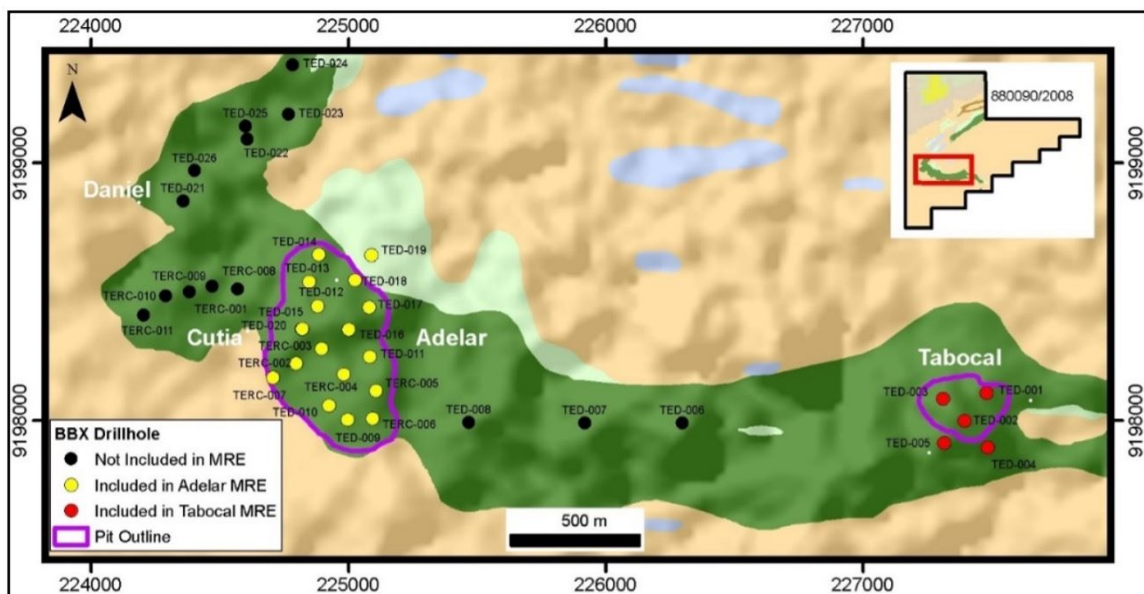 224000
225000
226000
227000
N
TED-024
880090/2008
TED-025
TED-023
TED-022
9199000
9199000
TED-026
Daniel
TED-021
TED-014
TED-019
TED-013
TERC-009
TERC-008
TED-018
TERC-010
TED-012
TERC-001
TED-017
TERC-011
TED-015
Cutia
TED-020
TED-016
Adelar
TERC-003
TED-011
Tabocal
TERC-002
TERC-004
TERC-005
TED-003
TED-001
TERC-007
TED-010
TERC-006
TED-008
TED-007
TED-006
TED-002
9198000
9198000
TED-009
TED-005
TED-004
BBX Drillhole
Not Included in MRE
Included in Adelar MRE
Included in Tabocal MRE
Pit Outline
500 m
224000
225000
226000
227000